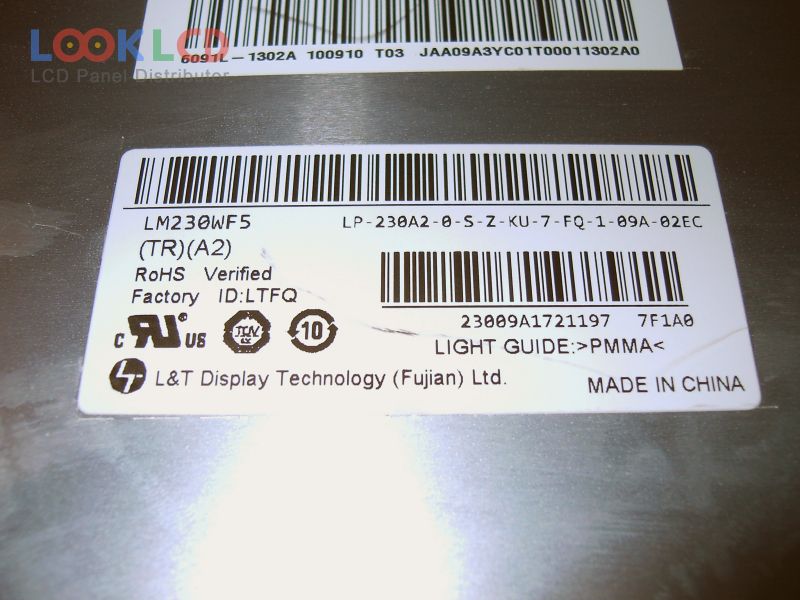 LOOKLCD
LCD Panel Distributor
6091L-1302A 100910 T03 JAA09A3YC01T00011302A0
LM230WF5 LP-230A2-0-S-Z-KU-7-FQ-1-09A-02EC
(TR)(A2)
RoHS Verified
Factory ID:LTFQ
23009A1721197 7F1A0
c RU US 10
LIGHT GUIDE:>PMMA<
L&T Display Technology (Fujian) Ltd.
MADE IN CHINA